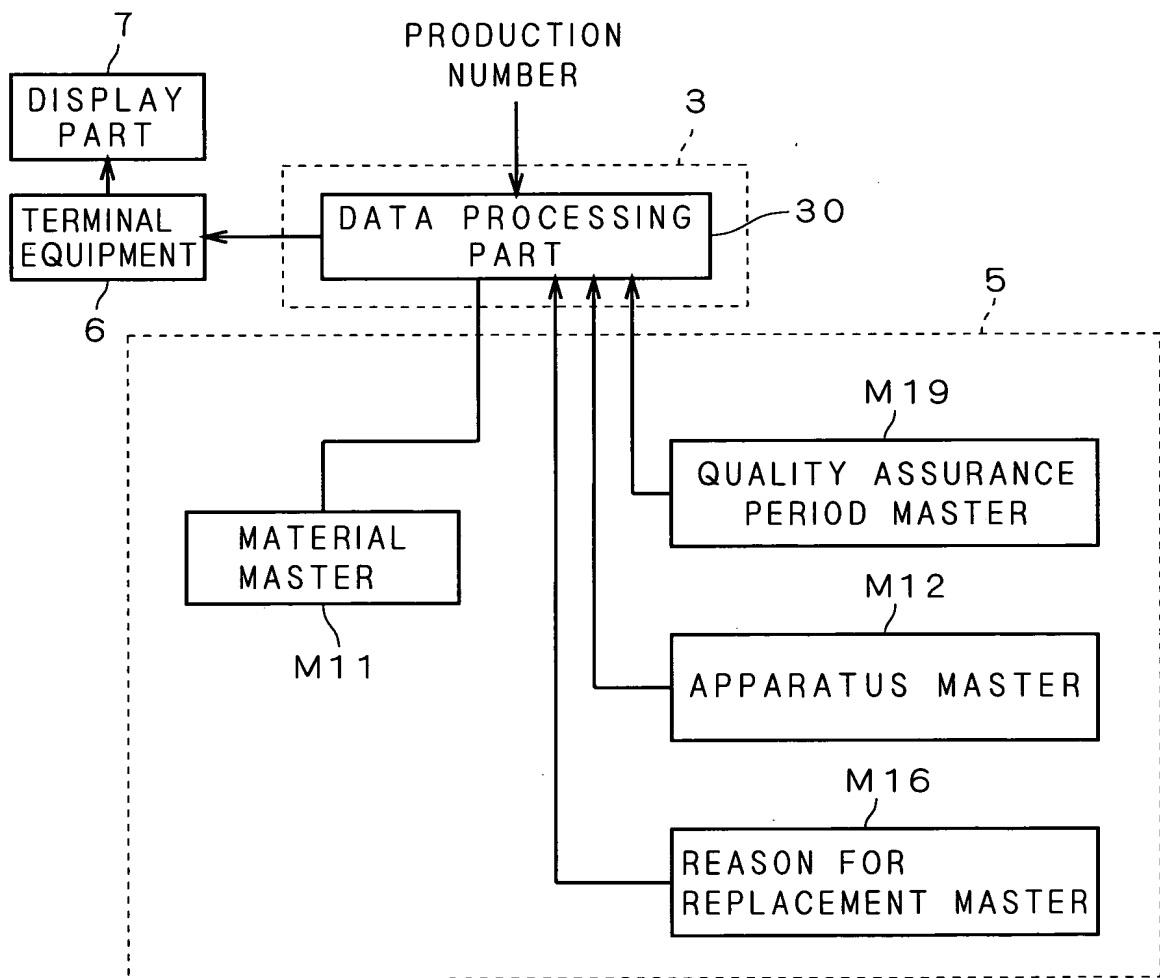 7
PRODUCTION
NUMBER
DISPLAY
PART
3
TERMINAL
EQUIPMENT
DATA PROCESSING
PART
30
6
5
M19
QUALITY ASSURANCE
PERIOD MASTER
MATERIAL
MASTER
M11
M12
APPARATUS MASTER
M16
REASON FOR
REPLACEMENT MASTER